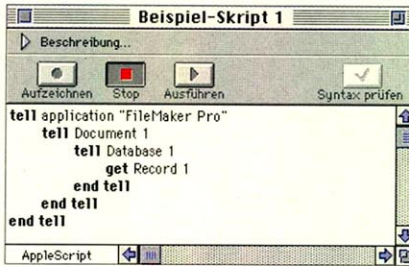 Beispiel-Skript 1
Beschreibung...
Aufzeichnen Stop Ausführen Syntax prüfen
tell application "FileMaker Pro"
tell Document 1
tell Database 1
get Record 1
end tell
end tell
end tell
AppleScript